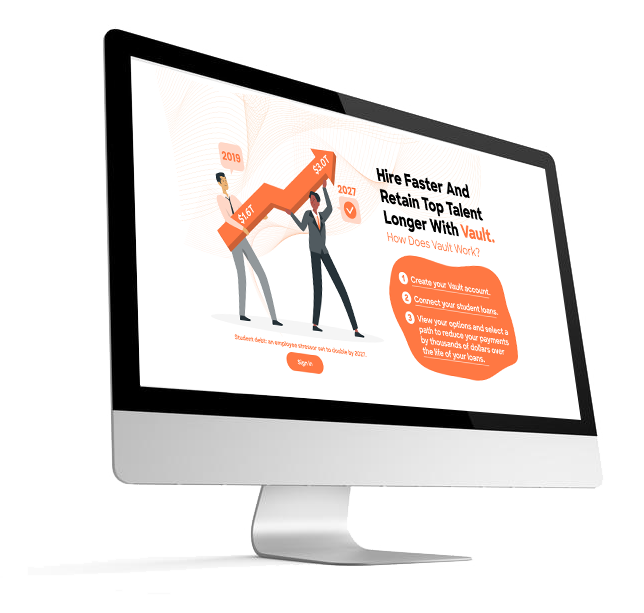 2019
$1.6T
$3.0T
2027
Hire Faster And
Retain Top Talent
Longer With Vault.
How Does Vault Work?
1 Create your Vault account.
2 Connect your student loans.
3 View your options and select a
path to reduce your payments
by thousands of dollars over
the life of your loans.
Student debt: an employee stressor set to double by 2027.
Sign in